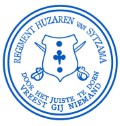 REGIMENT HUZAREN van SYTZAMA
DOOR HET JUISTE TE DOEN
VREEST GIJ NIEMAND